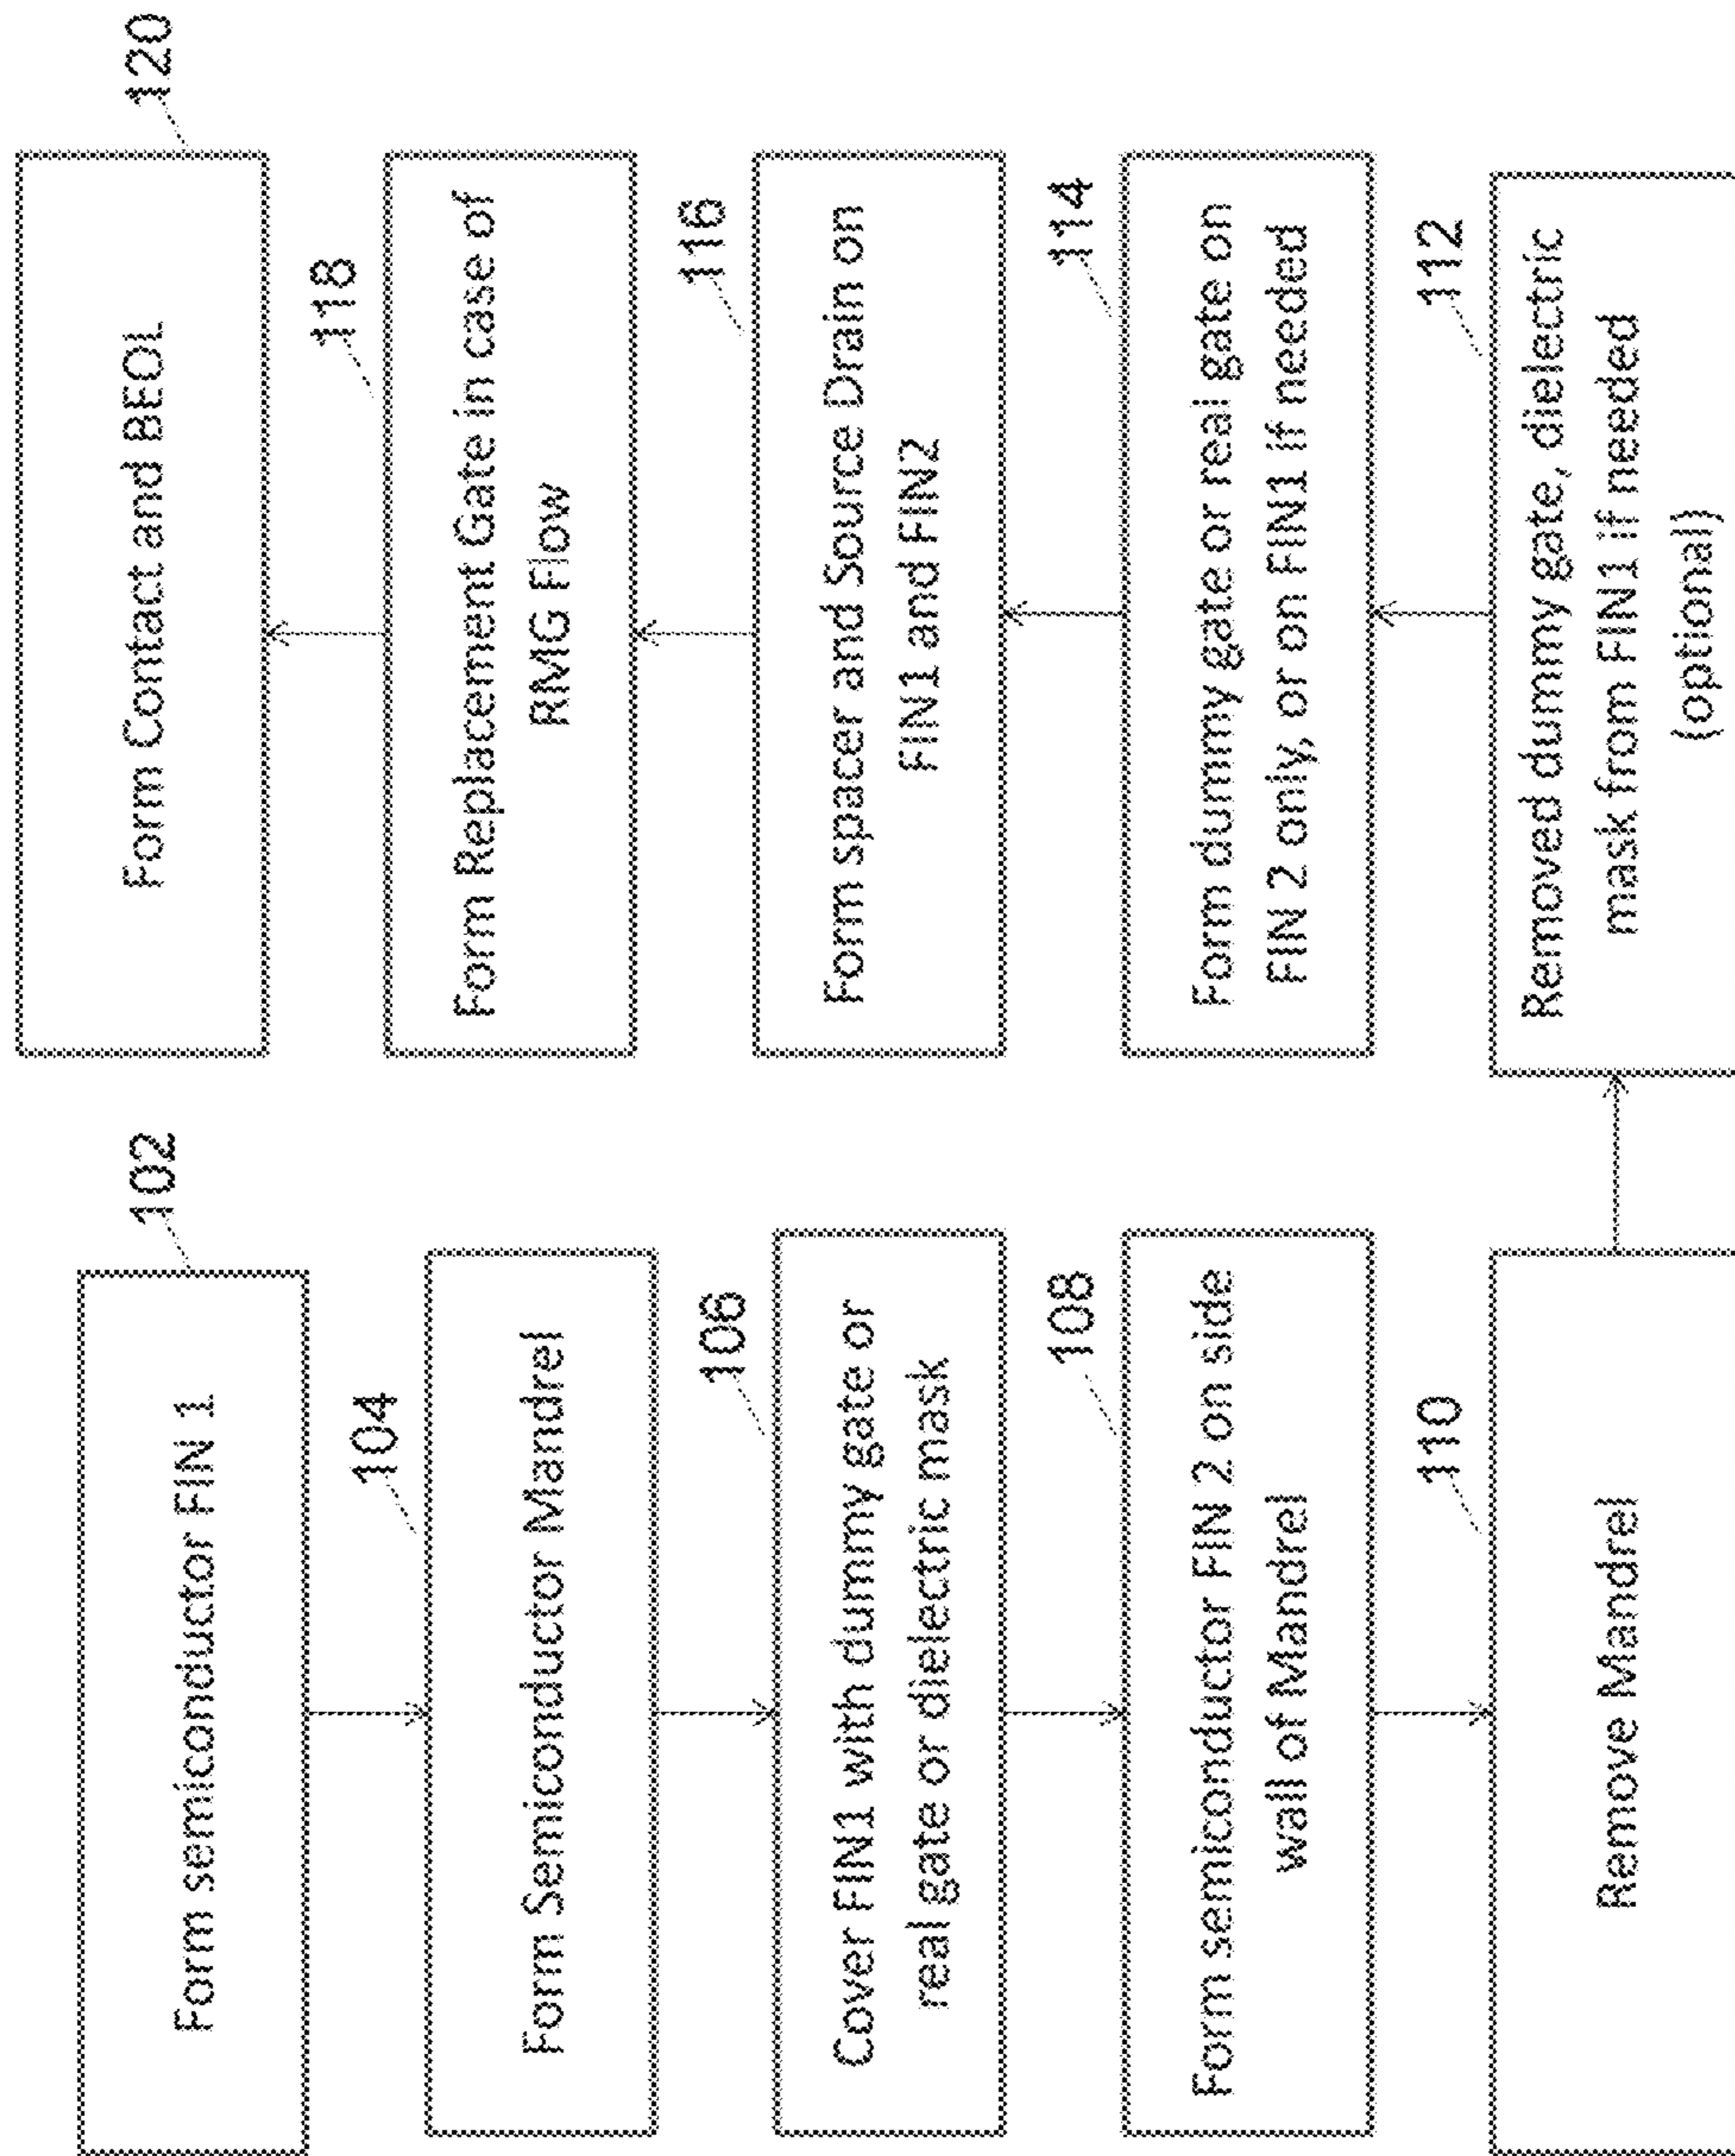 102
Form semiconductor FIN 1
104
Form Semiconductor Mandrel
106
Cover FIN1 with dummy gate or
real gate or dielectric mask
108
Form semiconductor FIN 2 on side
wall of Mandrel
110
Remove Mandrel
112
Removed dummy gate, dielectric
mask from FIN1 if needed
(optional)
114
Form dummy gate or real gate on
FIN 2 only, or on FIN1 if needed
116
Form spacer and Source Drain on
FIN1 and FIN2
118
Form Replacement Gate in case of
RMG Flow
120
Form Contact and BEOL